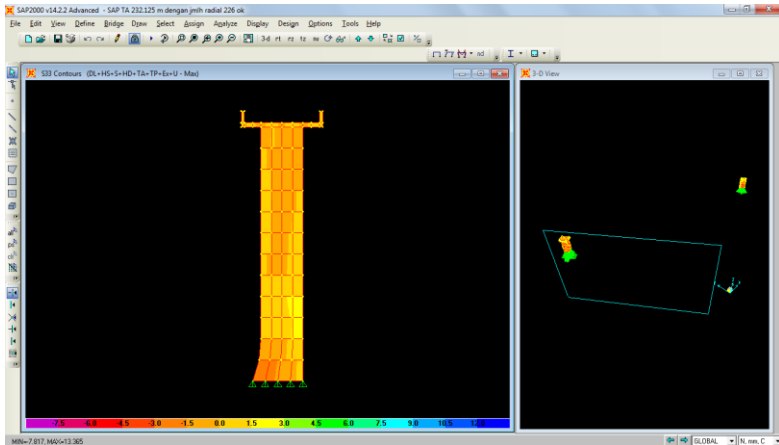 SAP2000 v14.2.2 Advanced - SAP TA 232.125 m dengan jmlh radial 226 ok
File Edit View Define Bridge Draw Select Assign Analyze Display Design Options Tools Help
3-d
nd
S33 Contours (DL+HS+S+HD+TA+TP+Ex+U - Max)
3-D View
-7.5 -6.0 -4.5 -3.0 -1.5 0.0 1.5 3.0 4.5 6.0 7.5 9.0 10.5 12.0
MIN=-7.817, MAX=13.365
GLOBAL
N, mm, C